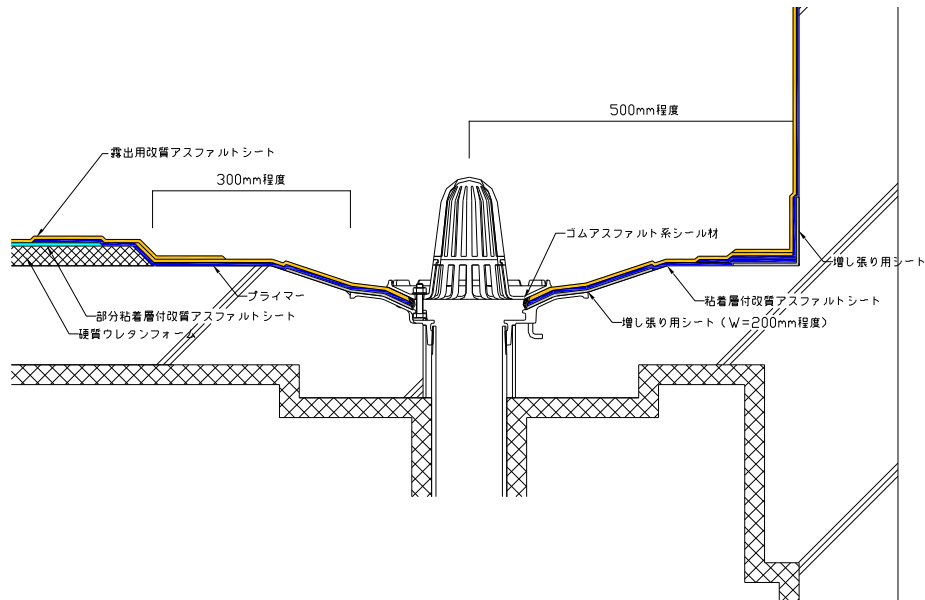 500mm程度
露出用改質アスファルトシート
300mm程度
ゴムアスファルト系シール材
増し張り用シート
プライマー
粘着層付改質アスファルトシート
部分粘着層付改質アスファルトシート
増し張り用シート（W=200mm程度）
硬質ウレタンフォーム